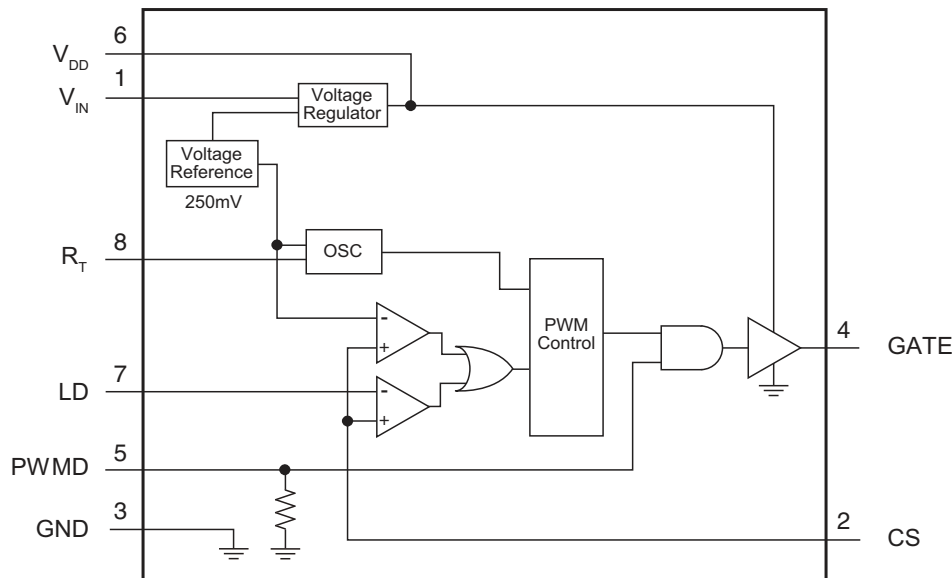 6
V_DD
1
V_IN
Voltage
Regulator
Voltage
Reference
250mV
8
R_T
OSC
-
+
PWM
Control
4
GATE
7
LD
-
+
5
PWMD
3
GND
2
CS